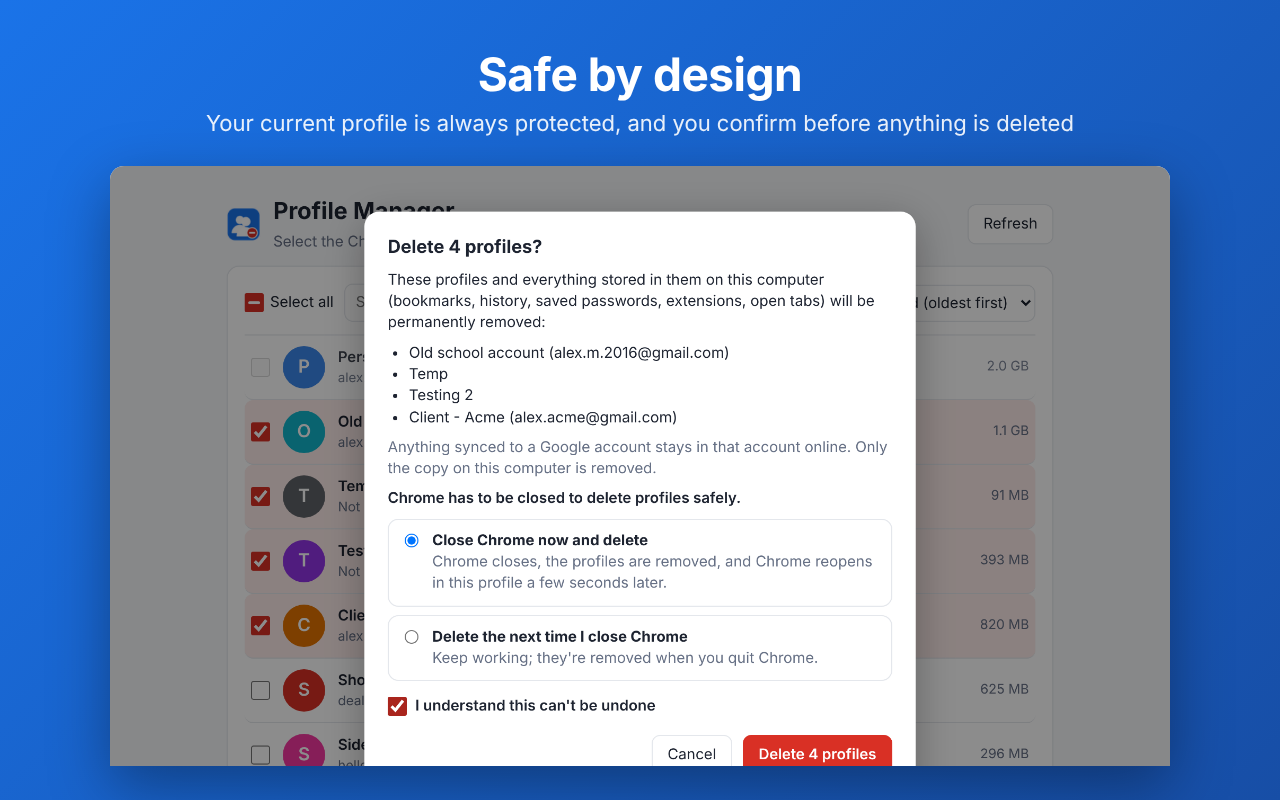 Safe by design
Your current profile is always protected, and you confirm before anything is deleted
Profile Manager
Select the
Refresh
Select all
(oldest first)
Delete 4 profiles?
These profiles and everything stored in them on this computer
(bookmarks, history, saved passwords, extensions, open tabs) will be
permanently removed:
• Old school account (alex.m.2016@gmail.com)
• Temp
• Testing 2
• Client - Acme (alex.acme@gmail.com)
Anything synced to a Google account stays in that account online. Only
the copy on this computer is removed.
Chrome has to be closed to delete profiles safely.
Close Chrome now and delete
Chrome closes, the profiles are removed, and Chrome reopens
in this profile a few seconds later.
Delete the next time I close Chrome
Keep working; they're removed when you quit Chrome.
I understand this can't be undone
Cancel
Delete 4 profiles
P
2.0 GB
O
Old
1.1 GB
T
Not
91 MB
T
Not
393 MB
C
820 MB
S
625 MB
S
296 MB